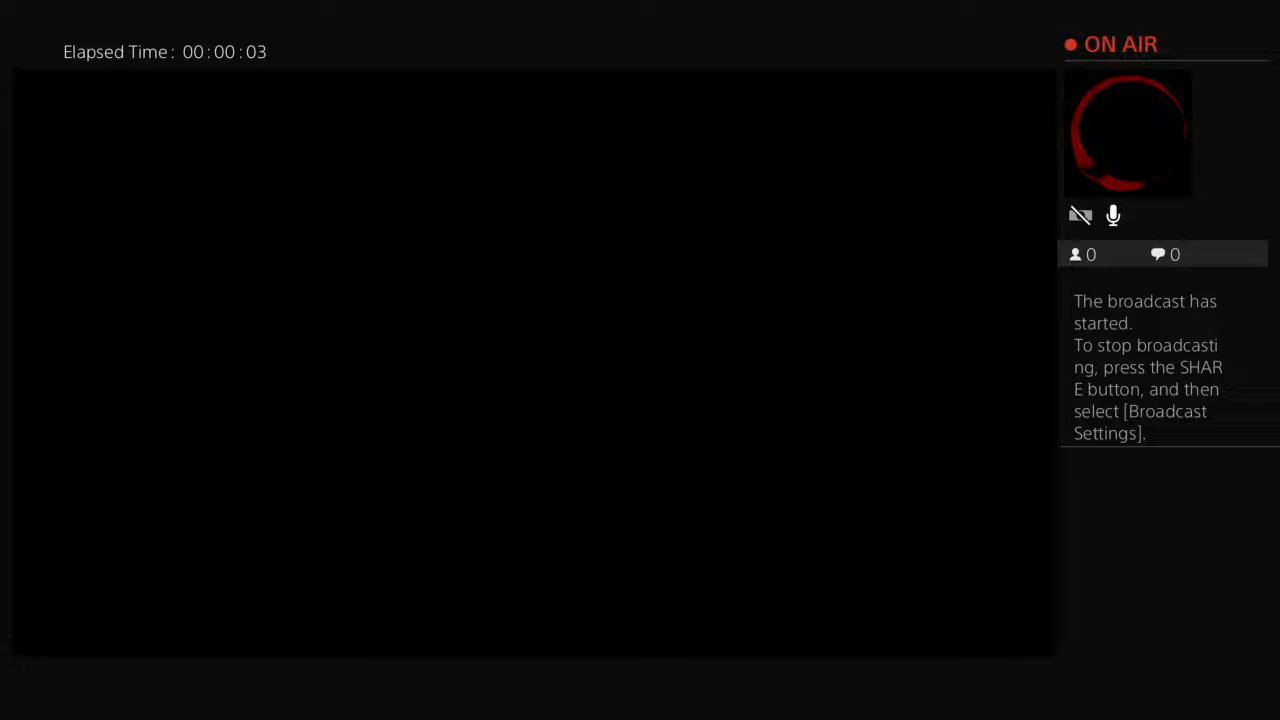 Elapsed Time: 00:00:03
ON AIR
0 0
The broadcast has
started.
To stop broadcasti
ng, press the SHAR
E button, and then
select [Broadcast
Settings].